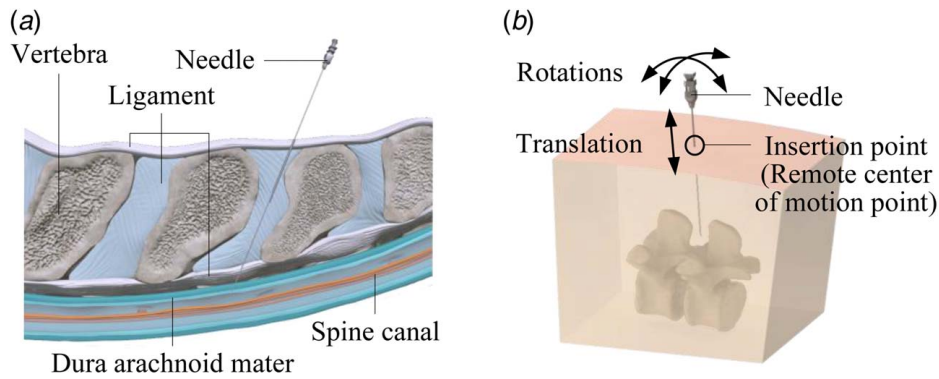 (a)
Vertebra
Needle
Ligament
Spine canal
Dura arachnoid mater
(b)
Rotations
Needle
Translation
Insertion point
(Remote center
of motion point)